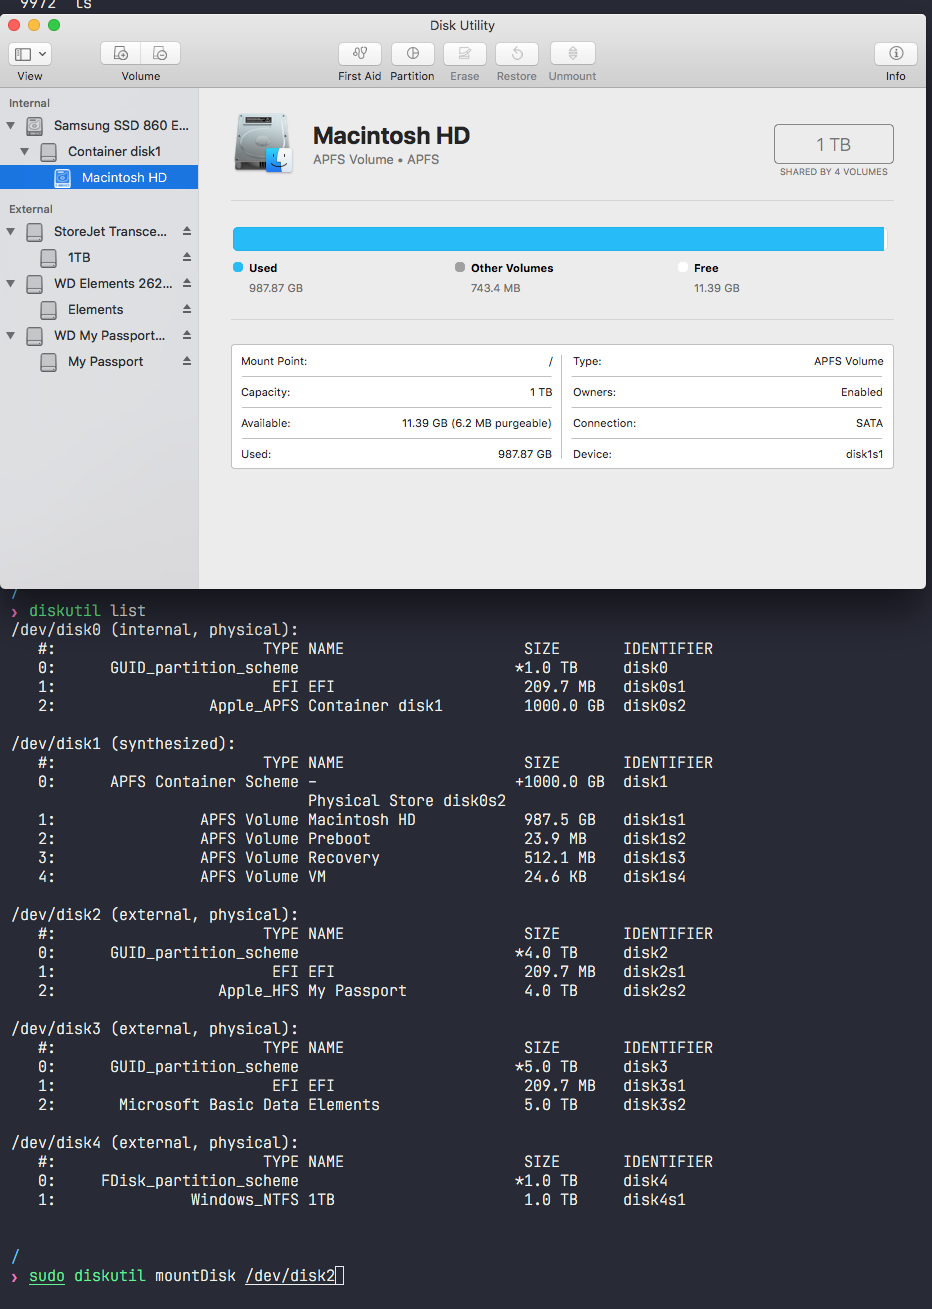 9972  ls
Disk Utility
View
Volume
First Aid
Partition
Erase
Restore
Unmount
Info
Internal
Samsung SSD 860 E...
Container disk1
Macintosh HD
External
StoreJet Transce...
1TB
WD Elements 262...
Elements
WD My Passport...
My Passport
Macintosh HD
APFS Volume • APFS
1 TB
SHARED BY 4 VOLUMES
Used
987.87 GB
Other Volumes
743.4 MB
Free
11.39 GB
Mount Point: /
Capacity: 1 TB
Available: 11.39 GB (6.2 MB purgeable)
Used: 987.87 GB
Type: APFS Volume
Owners: Enabled
Connection: SATA
Device: disk1s1
/
❯ diskutil list
/dev/disk0 (internal, physical):
   #:                       TYPE NAME                    SIZE       IDENTIFIER
   0:      GUID_partition_scheme                        *1.0 TB     disk0
   1:                        EFI EFI                     209.7 MB   disk0s1
   2:                 Apple_APFS Container disk1         1000.0 GB  disk0s2
/dev/disk1 (synthesized):
   #:                       TYPE NAME                    SIZE       IDENTIFIER
   0:      APFS Container Scheme -                      +1000.0 GB  disk1
                                 Physical Store disk0s2
   1:                APFS Volume Macintosh HD            987.5 GB   disk1s1
   2:                APFS Volume Preboot                 23.9 MB    disk1s2
   3:                APFS Volume Recovery                512.1 MB   disk1s3
   4:                APFS Volume VM                      24.6 KB    disk1s4
/dev/disk2 (external, physical):
   #:                       TYPE NAME                    SIZE       IDENTIFIER
   0:      GUID_partition_scheme                        *4.0 TB     disk2
   1:                        EFI EFI                     209.7 MB   disk2s1
   2:                  Apple_HFS My Passport             4.0 TB     disk2s2
/dev/disk3 (external, physical):
   #:                       TYPE NAME                    SIZE       IDENTIFIER
   0:      GUID_partition_scheme                        *5.0 TB     disk3
   1:                        EFI EFI                     209.7 MB   disk3s1
   2:       Microsoft Basic Data Elements                5.0 TB     disk3s2
/dev/disk4 (external, physical):
   #:                       TYPE NAME                    SIZE       IDENTIFIER
   0:     FDisk_partition_scheme                        *1.0 TB     disk4
   1:               Windows_NTFS 1TB                     1.0 TB     disk4s1
/
❯ sudo diskutil mountDisk /dev/disk2